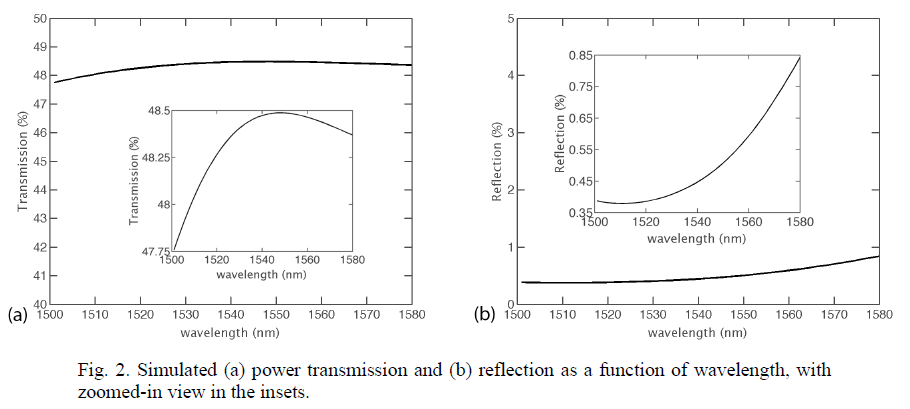 50
49
48
47
46
45
44
43
42
41
40
Transmission (%)
1500 1510 1520 1530 1540 1550 1560 1570 1580
wavelength (nm)
48.5
48.25
48
47.75
Transmission (%)
1500 1520 1540 1560 1580
wavelength (nm)
(a)
5
4
3
2
1
0
Reflection (%)
1500 1510 1520 1530 1540 1550 1560 1570 1580
wavelength (nm)
0.85
0.75
0.65
0.55
0.45
0.35
Reflection (%)
1500 1520 1540 1560 1580
wavelength (nm)
(b)
Fig. 2. Simulated (a) power transmission and (b) reflection as a function of wavelength, with
zoomed-in view in the insets.